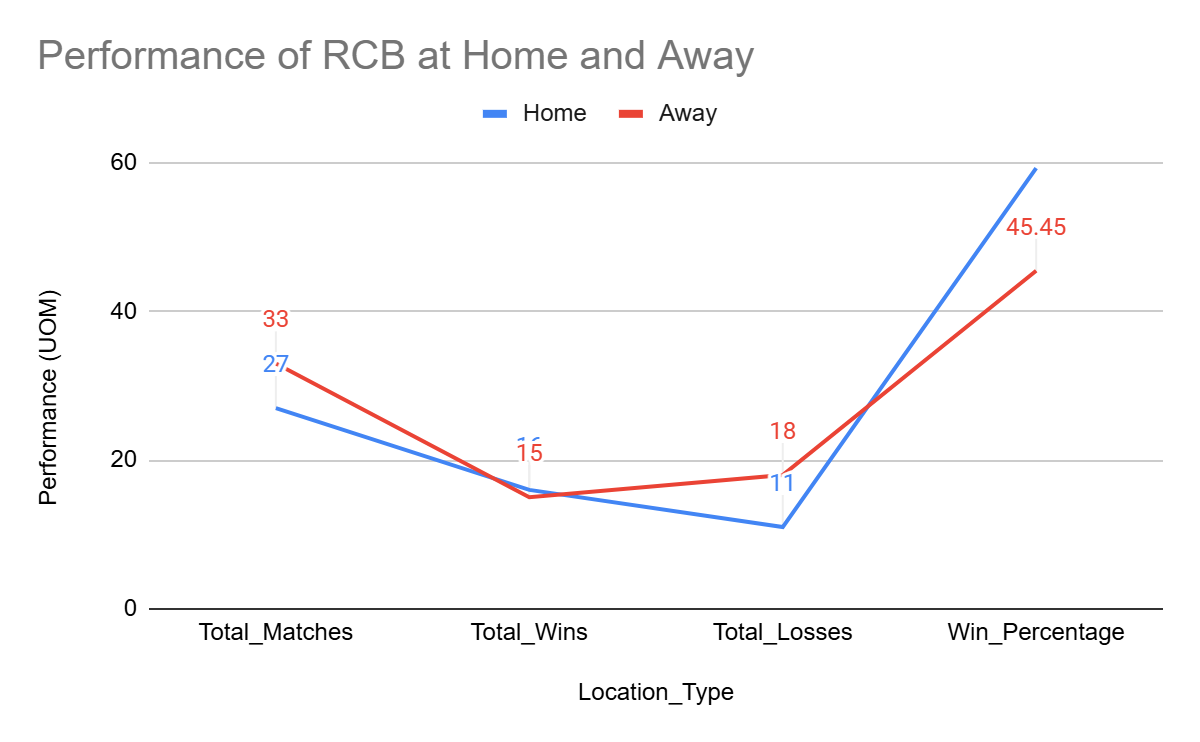 Performance of RCB at Home and Away
Home Away
60
40
20
0
Performance (UOM)
33
27
16
15
18
11
45.45
Total_Matches Total_Wins Total_Losses Win_Percentage
Location_Type